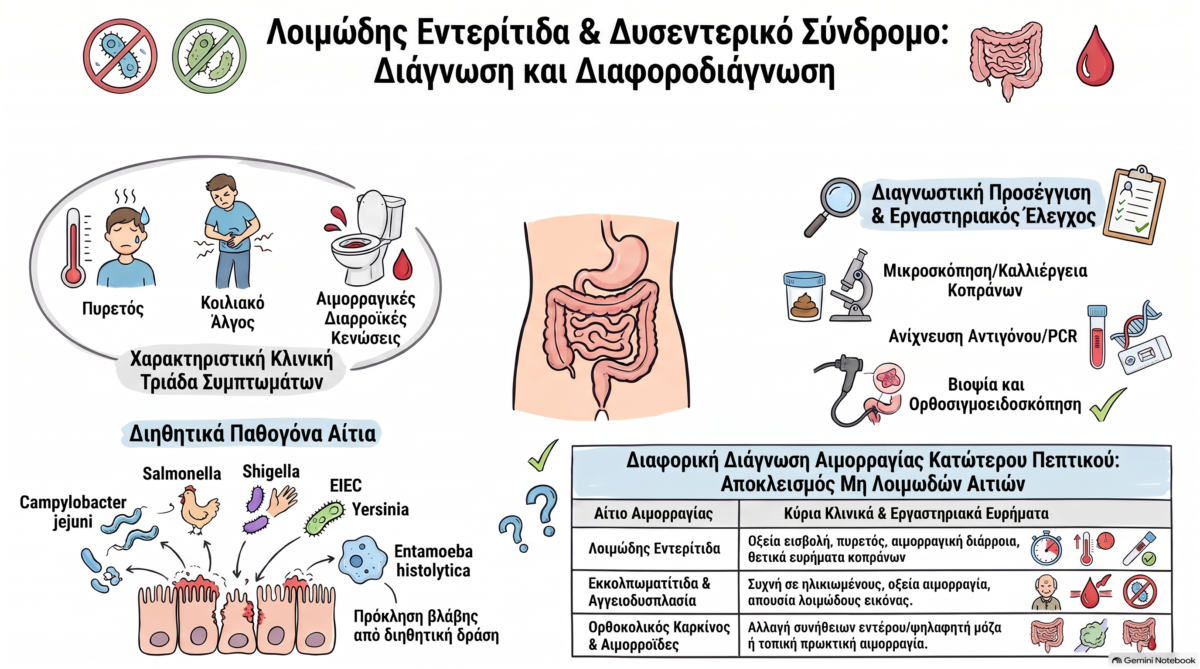 Λοιμώδης Εντερίτιδα & Δυσεντερικό Σύνδρομο:
Διάγνωση και Διαφοροδιάγνωση
Πυρετός
Κοιλιακό
Άλγος
Αιμορραγικές
Διαρροϊκές
Κενώσεις
Χαρακτηριστική Κλινική
Τριάδα Συμπτωμάτων
Διηθητικά Παθογόνα Αίτια
Campylobacter
jejuni
Salmonella
Shigella
EIEC
Yersinia
Entamoeba
histolytica
Πρόκληση βλάβης
από διηθητική δράση
Διαγνωστική Προσέγγιση
& Εργαστηριακός Έλεγχος
Μικροσκόπηση/Καλλιέργεια
Κοπράνων
Ανίχνευση Αντιγόνου/PCR
Βιοψία και
Ορθοσιγμοειδοσκόπηση
Διαφορική Διάγνωση Αιμορραγίας Κατώτερου Πεπτικού:
Αποκλεισμός Μη Λοιμωδών Αιτιών
Αίτιο Αιμορραγίας
Κύρια Κλινικά & Εργαστηριακά Ευρήματα
Λοιμώδης Εντερίτιδα
Οξεία εισβολή, πυρετός, αιμορραγική διάρροια,
θετικά ευρήματα κοπράνων
Εκκολπωματίτιδα &
Αγγειοδυσπλασία
Συχνή σε ηλικιωμένους, οξεία αιμορραγία,
απουσία λοιμώδους εικόνας.
Ορθοκολικός Καρκίνος
& Αιμορροΐδες
Αλλαγή συνήθειων εντέρου/ψηλαφητή μόζα
ή τοπική πρωκτική αιμορραγία.
Gemini Notebook